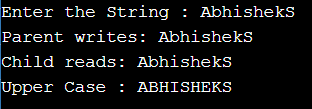 Enter the String : AbhishekS
Parent writes: AbhishekS
Child reads: AbhishekS
Upper Case : ABHISHEKS